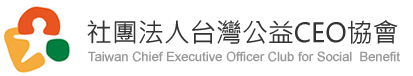 社團法人台灣公益CEO協會
Taiwan Chief Executive Officer Club for Social Benefit